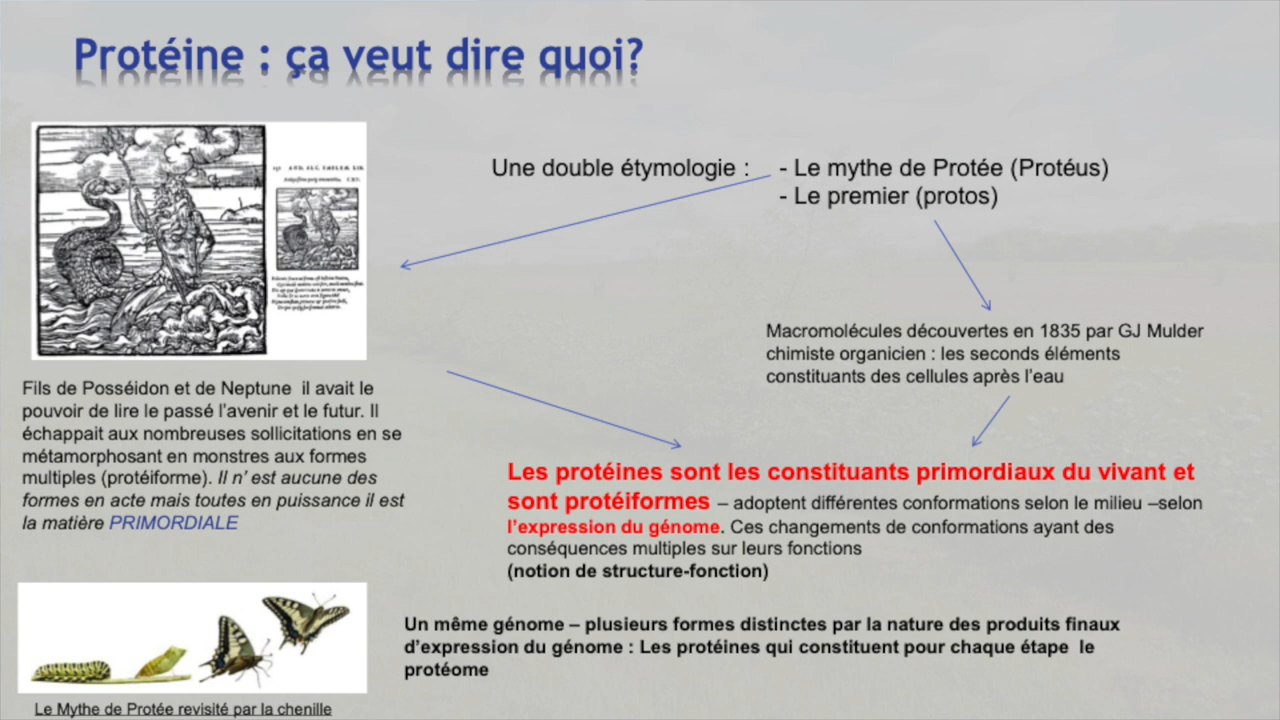 Protéine : ça veut dire quoi?
Une double étymologie :   - Le mythe de Protée (Protéus)
- Le premier (protos)
Macromolécules découvertes en 1835 par GJ Mulder
chimiste organicien : les seconds éléments
constituants des cellules après l'eau
Fils de Posséidon et de Neptune il avait le
pouvoir de lire le passé l'avenir et le futur. Il
échappait aux nombreuses sollicitations en se
métamorphosant en monstres aux formes
multiples (protéiforme). Il n' est aucune des
formes en acte mais toutes en puissance il est
la matière PRIMORDIALE
Les protéines sont les constituants primordiaux du vivant et
sont protéiformes – adoptent différentes conformations selon le milieu –selon
l'expression du génome. Ces changements de conformations ayant des
conséquences multiples sur leurs fonctions
(notion de structure-fonction)
Un même génome – plusieurs formes distinctes par la nature des produits finaux
d'expression du génome : Les protéines qui constituent pour chaque étape le
protéome
Le Mythe de Protée revisité par la chenille